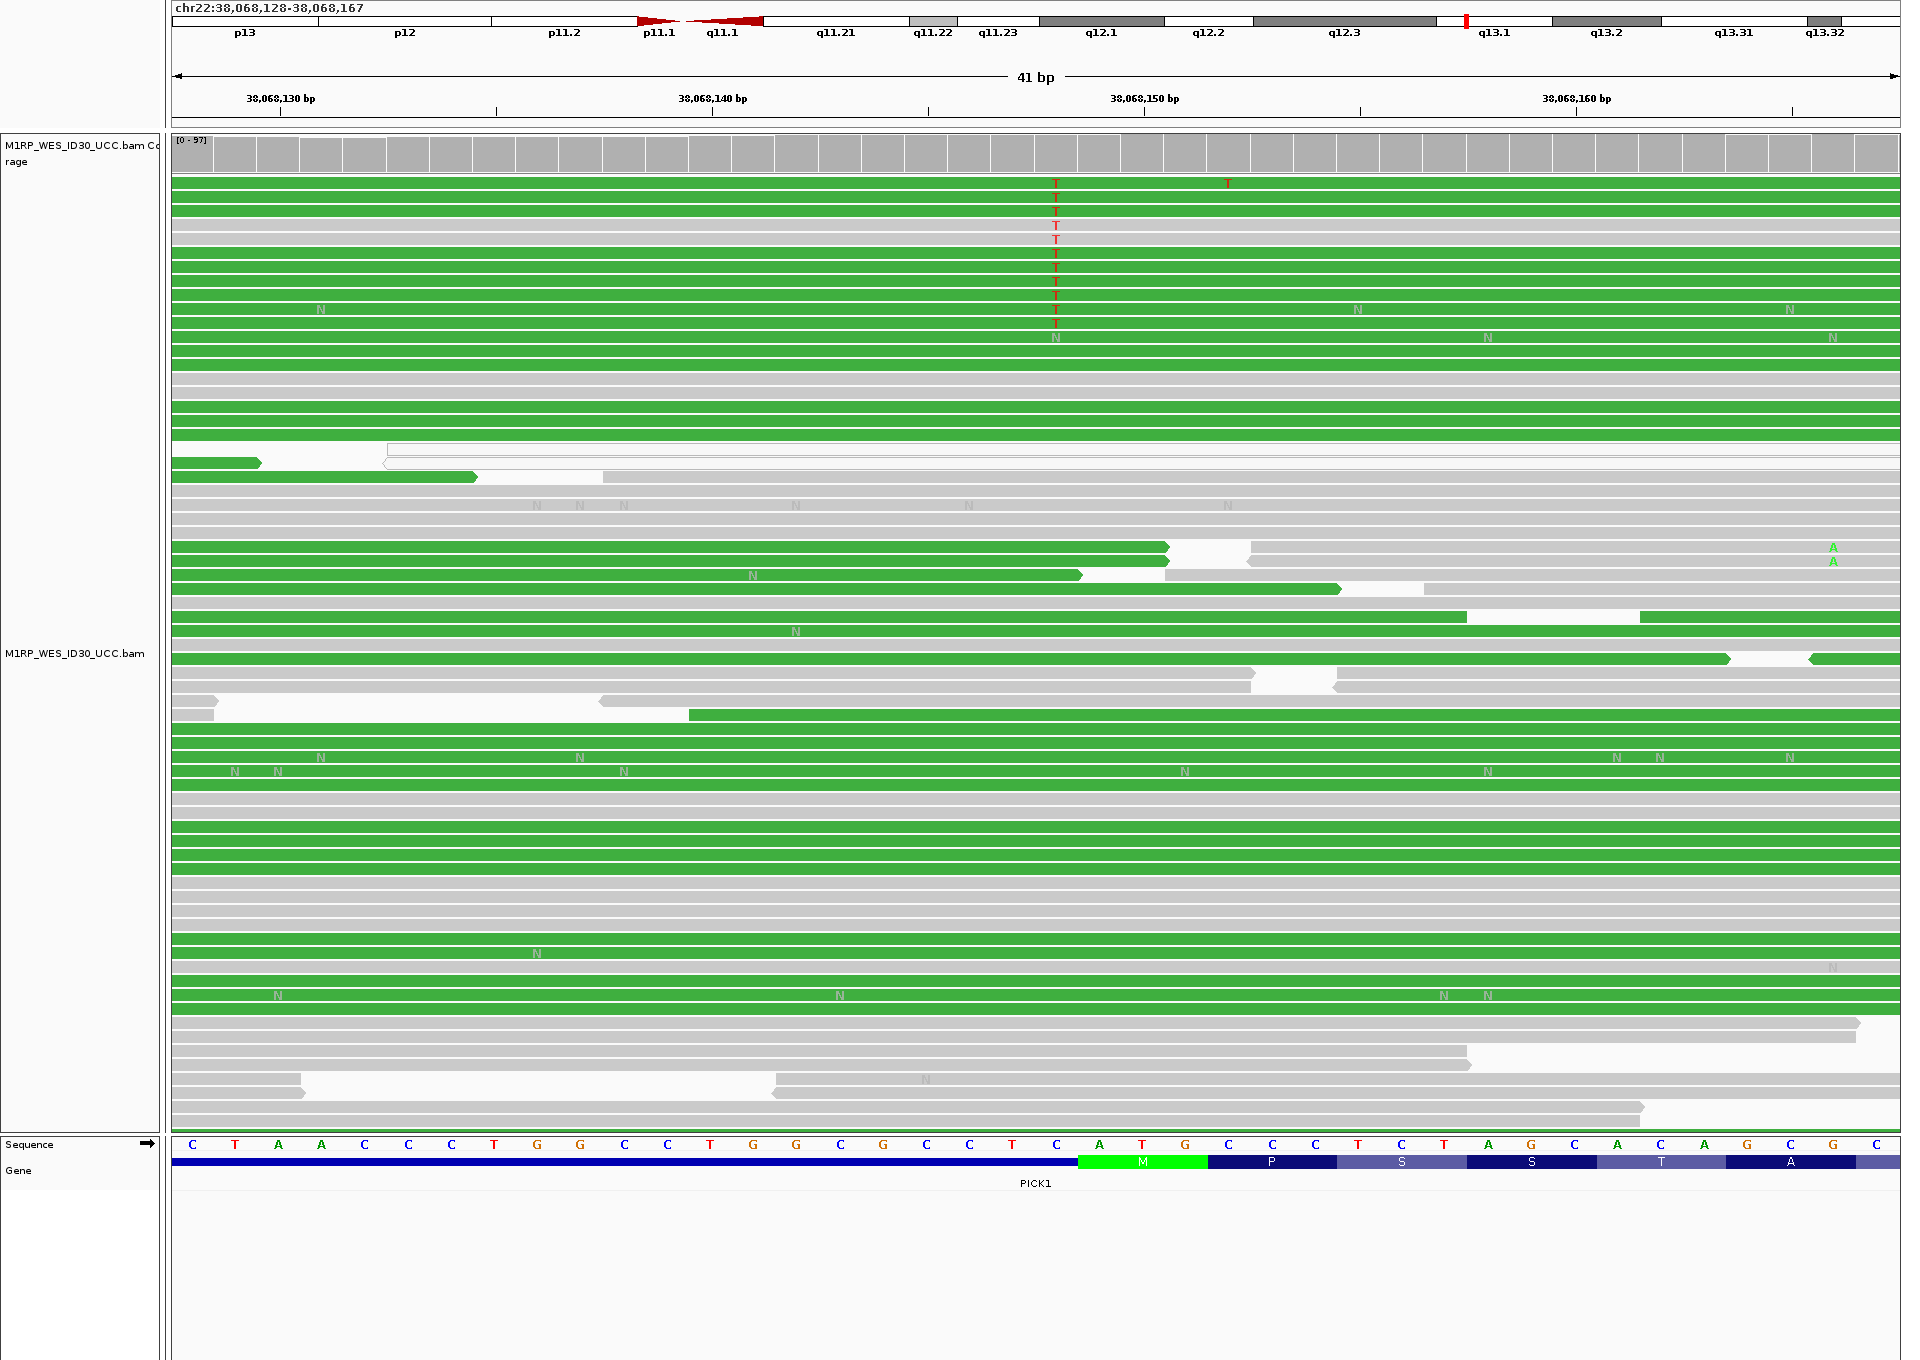 chr22:38,068,128-38,068,167
p13 p12 p11.2 p11.1 q11.1 q11.21 q11.22 q11.23 q12.1 q12.2 q12.3 q13.1 q13.2 q13.31 q13.32
41 bp
38,068,130 bp 38,068,140 bp 38,068,150 bp 38,068,160 bp
M1RP_WES_ID30_UCC.bam Co
rage
[0 - 97]
T T
T
T
T
T
T
T
T
T
N T N N
T
N N N
N N N N N N
A
A
N
N
M1RP_WES_ID30_UCC.bam
N N N N N
N N N N N
N
N
N N N N
N
Sequence
C T A A C C C T G G C C T G G C G C C T C A T G C C C T C T A G C A C A G C G C
Gene
M P S S T A
PICK1